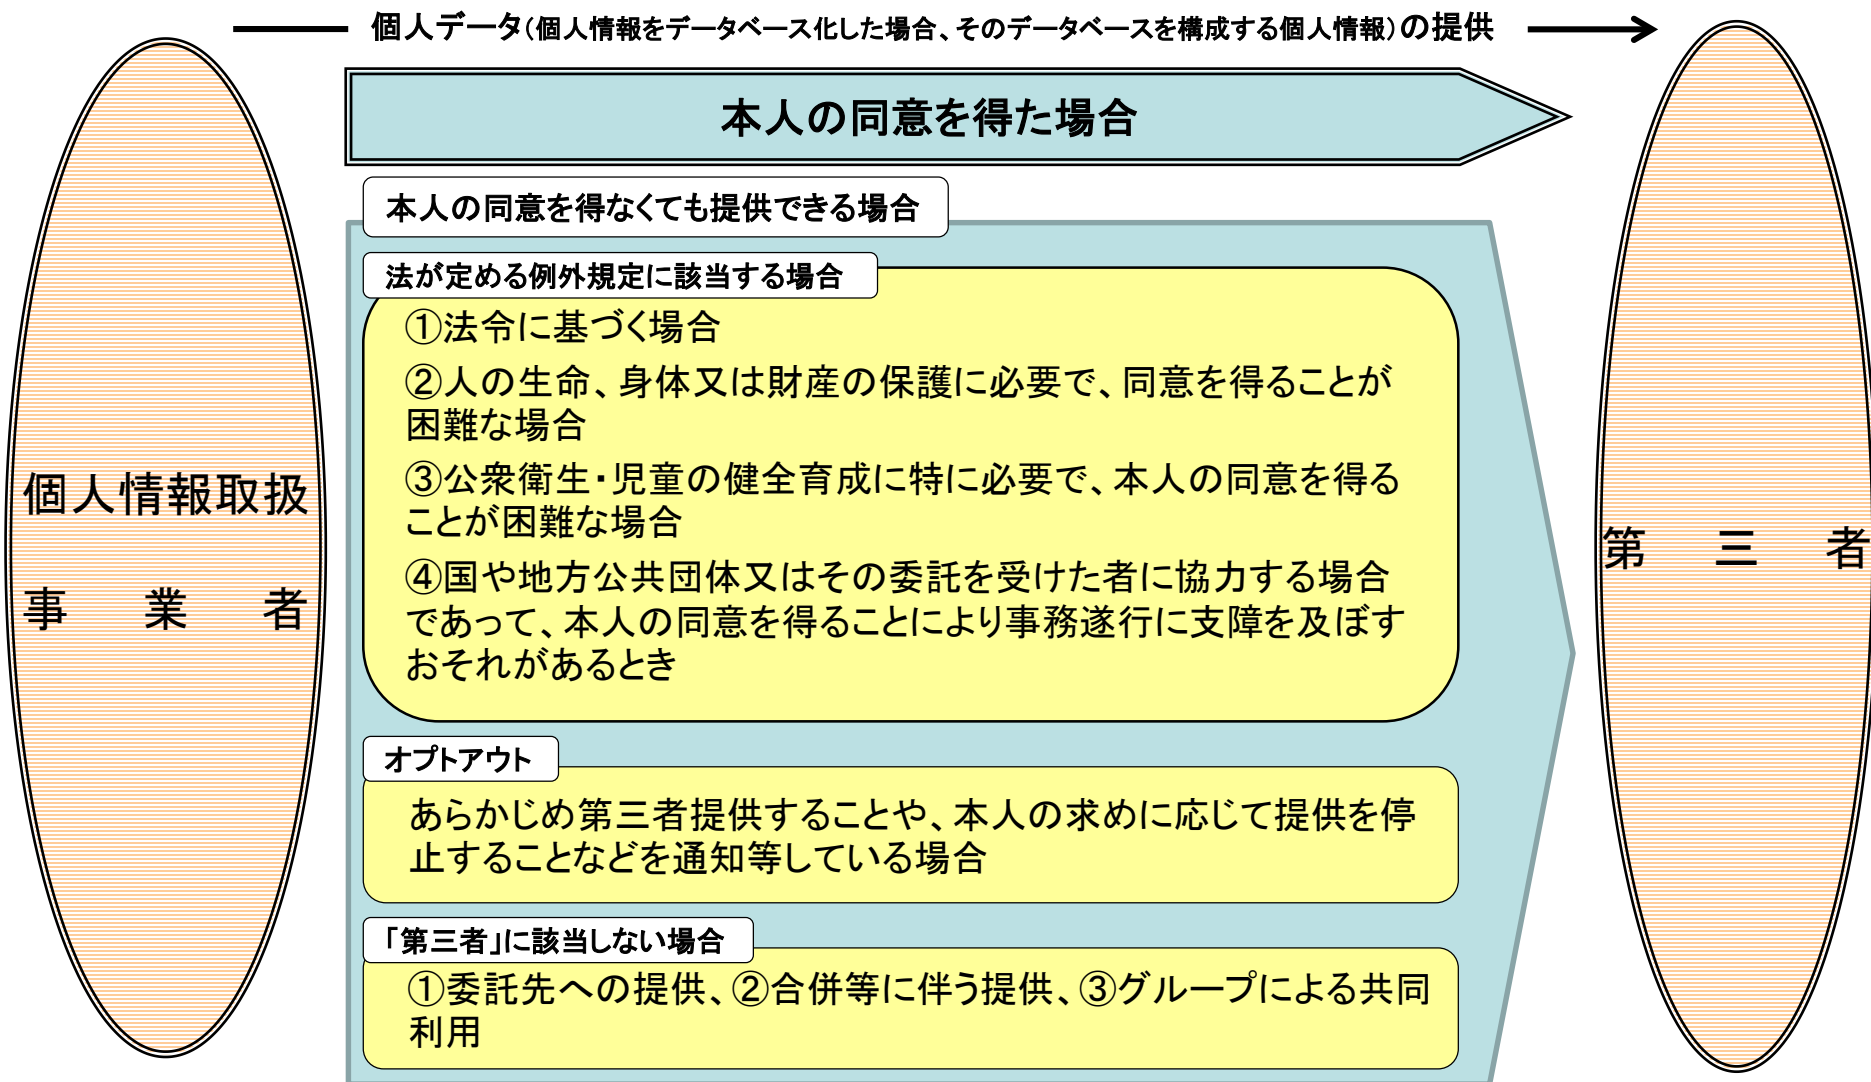 個人データ(個人情報をデータベース化した場合、そのデータベースを構成する個人情報)の提供
本人の同意を得た場合
本人の同意を得なくても提供できる場合
法が定める例外規定に該当する場合
①法令に基づく場合
②人の生命、身体又は財産の保護に必要で、同意を得ることが
困難な場合
③公衆衛生・児童の健全育成に特に必要で、本人の同意を得る
ことが困難な場合
④国や地方公共団体又はその委託を受けた者に協力する場合
であって、本人の同意を得ることにより事務遂行に支障を及ぼす
おそれがあるとき
オプトアウト
あらかじめ第三者提供することや、本人の求めに応じて提供を停
止することなどを通知等している場合
「第三者」に該当しない場合
①委託先への提供、②合併等に伴う提供、③グループによる共同
利用
個人情報取扱
事業者
第三者